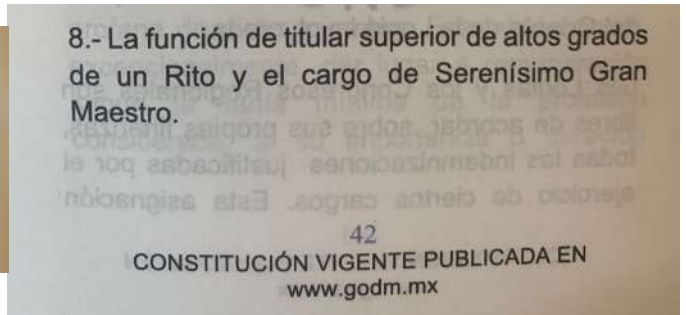 8.- La función de titular superior de altos grados
de un Rito y el cargo de Serenísimo Gran
Maestro.
42
CONSTITUCIÓN VIGENTE PUBLICADA EN
www.godm.mx